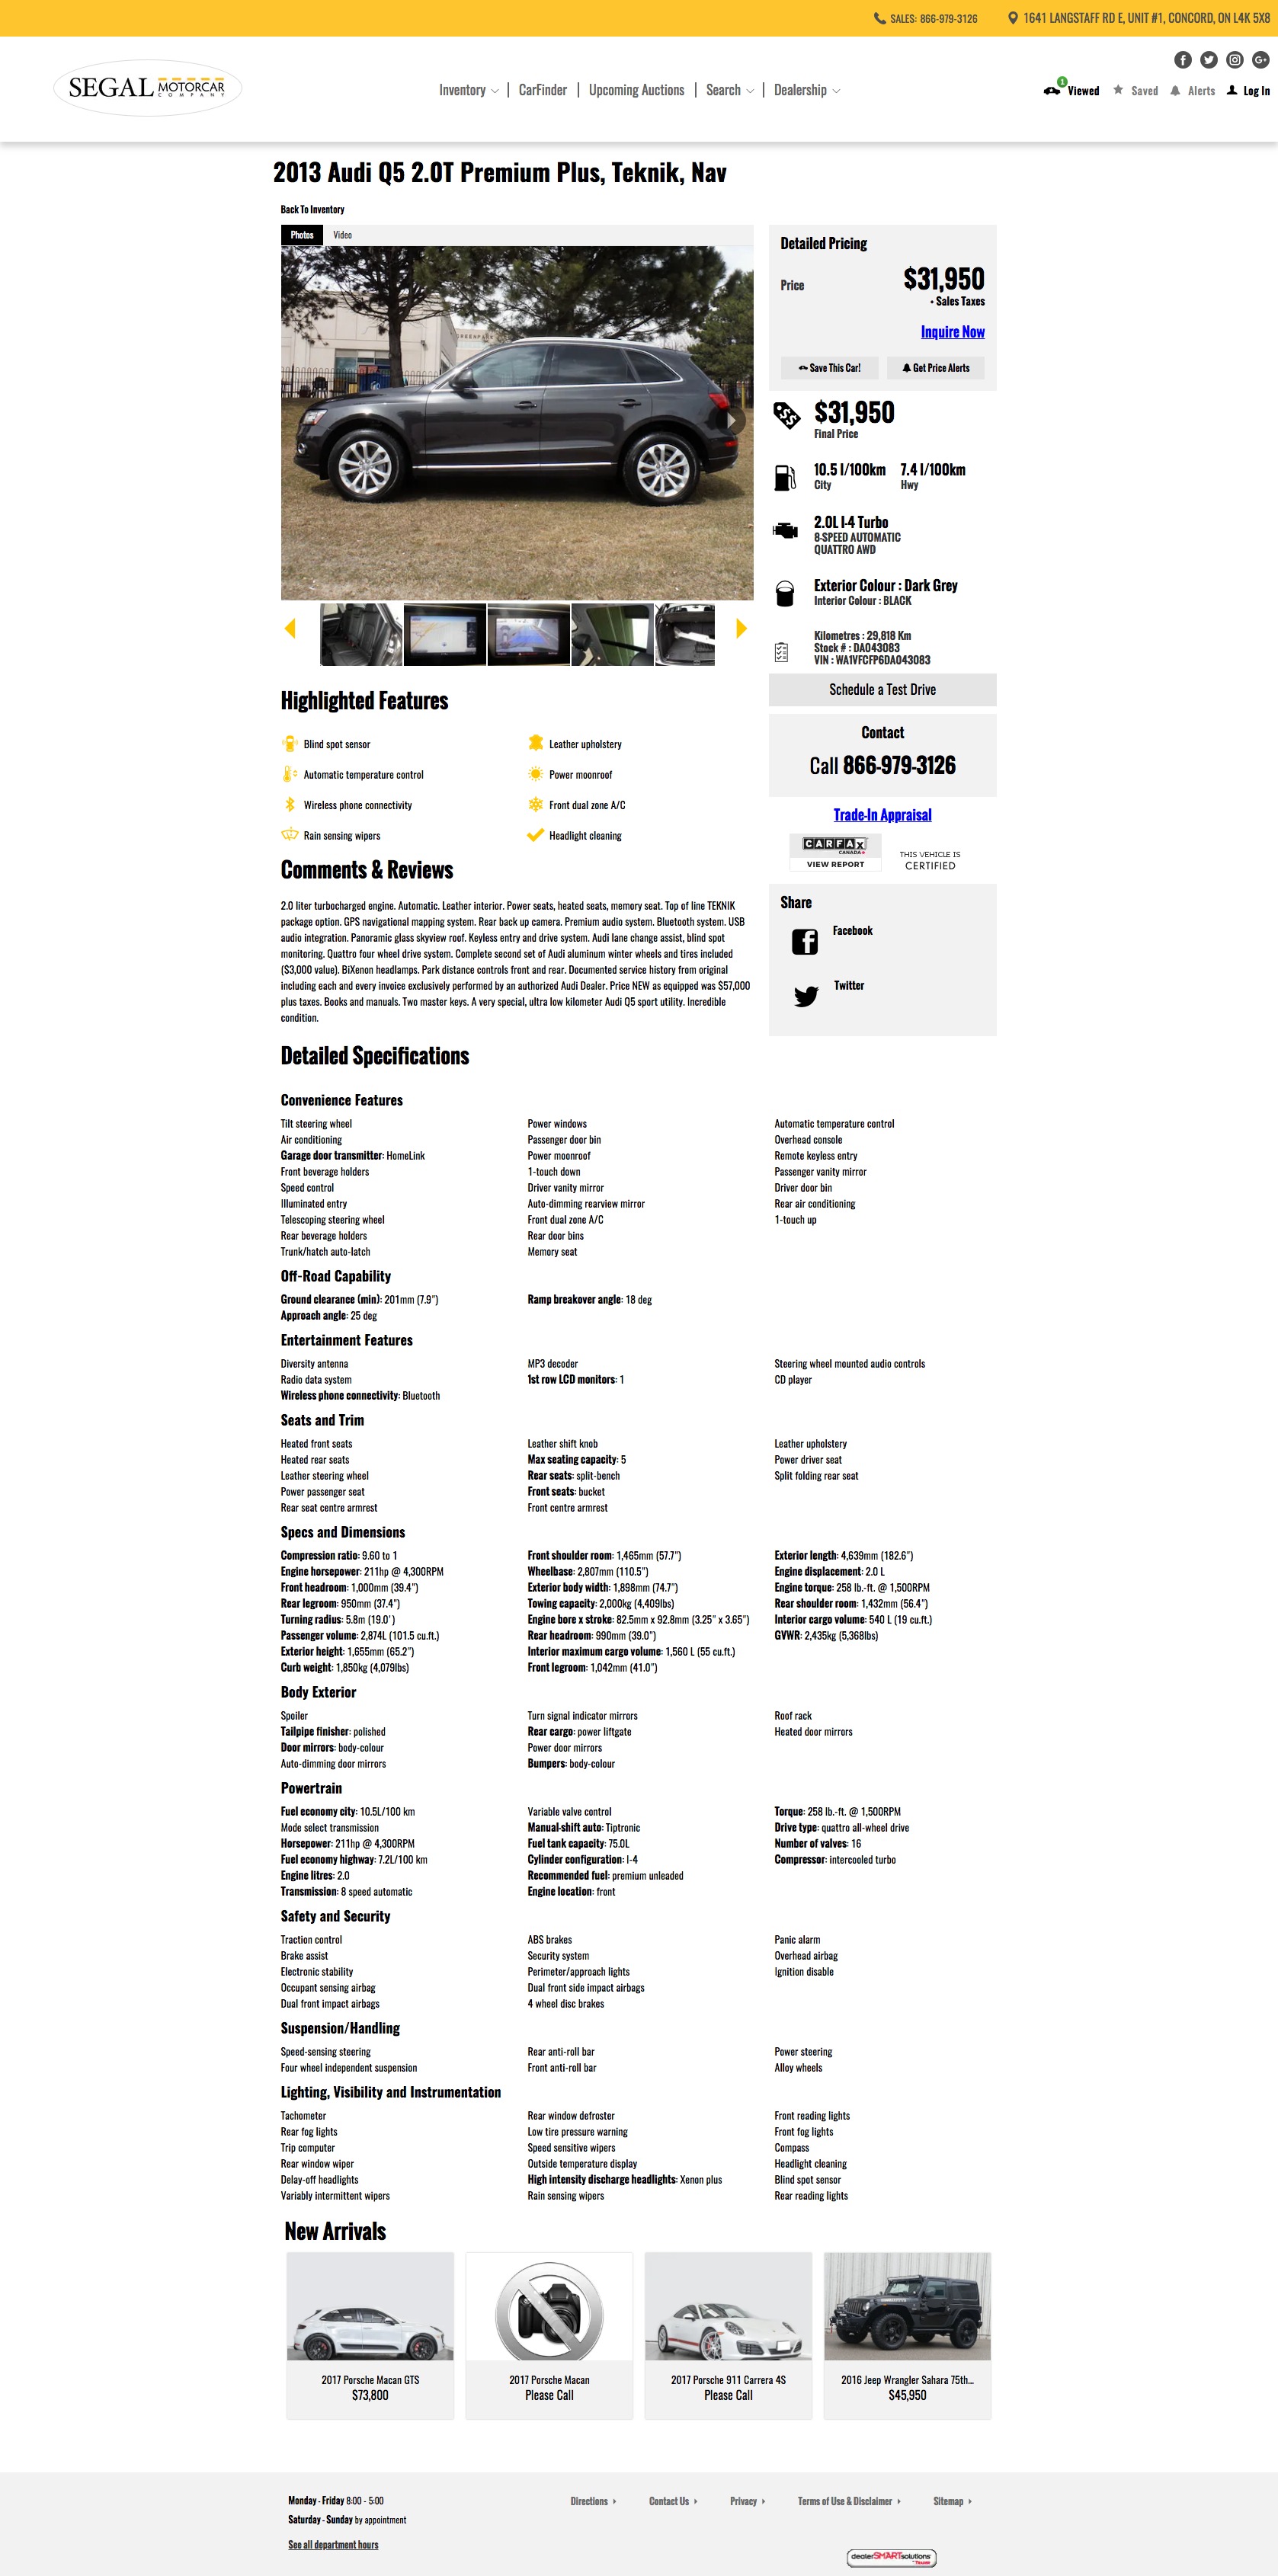 SALES: 866-979-3126
1641 LANGSTAFF RD E, UNIT #1, CONCORD, ON L4K 5X8
SEGAL MOTORCAR
COMPANY
Inventory
CarFinder
Upcoming Auctions
Search
Dealership
1
Viewed
Saved
Alerts
Log In
2013 Audi Q5 2.0T Premium Plus, Teknik, Nav
Back To Inventory
Photos
Video
Detailed Pricing
Price
$31,950
+ Sales Taxes
Inquire Now
Save This Car!
Get Price Alerts
$31,950
Final Price
10.5 l/100km 7.4 l/100km
City Hwy
2.0L I-4 Turbo
8-SPEED AUTOMATIC
QUATTRO AWD
Exterior Colour : Dark Grey
Interior Colour : BLACK
Kilometres : 29,818 Km
Stock # : DA043083
VIN : WA1VFCFP6DA043083
Schedule a Test Drive
Contact
Call 866-979-3126
Trade-In Appraisal
CARFAX
CANADA
VIEW REPORT
THIS VEHICLE IS
CERTIFIED
Share
Facebook
Twitter
Highlighted Features
Blind spot sensor
Leather upholstery
Automatic temperature control
Power moonroof
Wireless phone connectivity
Front dual zone A/C
Rain sensing wipers
Headlight cleaning
Comments & Reviews
2.0 liter turbocharged engine. Automatic. Leather interior. Power seats, heated seats, memory seat. Top of line TEKNIK
package option. GPS navigational mapping system. Rear back up camera. Premium audio system. Bluetooth system. USB
audio integration. Panoramic glass skyview roof. Keyless entry and drive system. Audi lane change assist, blind spot
monitoring. Quattro four wheel drive system. Complete second set of Audi aluminum winter wheels and tires included
($3,000 value). BiXenon headlamps. Park distance controls front and rear. Documented service history from original
including each and every invoice exclusively performed by an authorized Audi Dealer. Price NEW as equipped was $57,000
plus taxes. Books and manuals. Two master keys. A very special, ultra low kilometer Audi Q5 sport utility. Incredible
condition.
Detailed Specifications
Convenience Features
Tilt steering wheel
Power windows
Automatic temperature control
Air conditioning
Passenger door bin
Overhead console
Garage door transmitter: HomeLink
Power moonroof
Remote keyless entry
Front beverage holders
1-touch down
Passenger vanity mirror
Speed control
Driver vanity mirror
Driver door bin
Illuminated entry
Auto-dimming rearview mirror
Rear air conditioning
Telescoping steering wheel
Front dual zone A/C
1-touch up
Rear beverage holders
Rear door bins
Trunk/hatch auto-latch
Memory seat
Off-Road Capability
Ground clearance (min): 201mm (7.9")
Ramp breakover angle: 18 deg
Approach angle: 25 deg
Entertainment Features
Diversity antenna
MP3 decoder
Steering wheel mounted audio controls
Radio data system
1st row LCD monitors: 1
CD player
Wireless phone connectivity: Bluetooth
Seats and Trim
Heated front seats
Leather shift knob
Leather upholstery
Heated rear seats
Max seating capacity: 5
Power driver seat
Leather steering wheel
Rear seats: split-bench
Split folding rear seat
Power passenger seat
Front seats: bucket
Rear seat centre armrest
Front centre armrest
Specs and Dimensions
Compression ratio: 9.60 to 1
Front shoulder room: 1,465mm (57.7")
Exterior length: 4,639mm (182.6")
Engine horsepower: 211hp @ 4,300RPM
Wheelbase: 2,807mm (110.5")
Engine displacement: 2.0 L
Front headroom: 1,000mm (39.4")
Exterior body width: 1,898mm (74.7")
Engine torque: 258 lb.-ft. @ 1,500RPM
Rear legroom: 950mm (37.4")
Towing capacity: 2,000kg (4,409lbs)
Rear shoulder room: 1,432mm (56.4")
Turning radius: 5.8m (19.0')
Engine bore x stroke: 82.5mm x 92.8mm (3.25" x 3.65")
Interior cargo volume: 540 L (19 cu.ft.)
Passenger volume: 2,874L (101.5 cu.ft.)
Rear headroom: 990mm (39.0")
GVWR: 2,435kg (5,368lbs)
Exterior height: 1,655mm (65.2")
Interior maximum cargo volume: 1,560 L (55 cu.ft.)
Curb weight: 1,850kg (4,079lbs)
Front legroom: 1,042mm (41.0")
Body Exterior
Spoiler
Turn signal indicator mirrors
Roof rack
Tailpipe finisher: polished
Rear cargo: power liftgate
Heated door mirrors
Door mirrors: body-colour
Power door mirrors
Auto-dimming door mirrors
Bumpers: body-colour
Powertrain
Fuel economy city: 10.5L/100 km
Variable valve control
Torque: 258 lb.-ft. @ 1,500RPM
Mode select transmission
Manual-shift auto: Tiptronic
Drive type: quattro all-wheel drive
Horsepower: 211hp @ 4,300RPM
Fuel tank capacity: 75.0L
Number of valves: 16
Fuel economy highway: 7.2L/100 km
Cylinder configuration: I-4
Compressor: intercooled turbo
Engine litres: 2.0
Recommended fuel: premium unleaded
Transmission: 8 speed automatic
Engine location: front
Safety and Security
Traction control
ABS brakes
Panic alarm
Brake assist
Security system
Overhead airbag
Electronic stability
Perimeter/approach lights
Ignition disable
Occupant sensing airbag
Dual front side impact airbags
Dual front impact airbags
4 wheel disc brakes
Suspension/Handling
Speed-sensing steering
Rear anti-roll bar
Power steering
Four wheel independent suspension
Front anti-roll bar
Alloy wheels
Lighting, Visibility and Instrumentation
Tachometer
Rear window defroster
Front reading lights
Rear fog lights
Low tire pressure warning
Front fog lights
Trip computer
Speed sensitive wipers
Compass
Rear window wiper
Outside temperature display
Headlight cleaning
Delay-off headlights
High intensity discharge headlights: Xenon plus
Blind spot sensor
Variably intermittent wipers
Rain sensing wipers
Rear reading lights
New Arrivals
2017 Porsche Macan GTS
$73,800
2017 Porsche Macan
Please Call
2017 Porsche 911 Carrera 4S
Please Call
2016 Jeep Wrangler Sahara 75th...
$45,950
Monday - Friday 8:00 - 5:00
Saturday - Sunday by appointment
See all department hours
Directions
Contact Us
Privacy
Terms of Use & Disclaimer
Sitemap
dealerSMARTsolutions